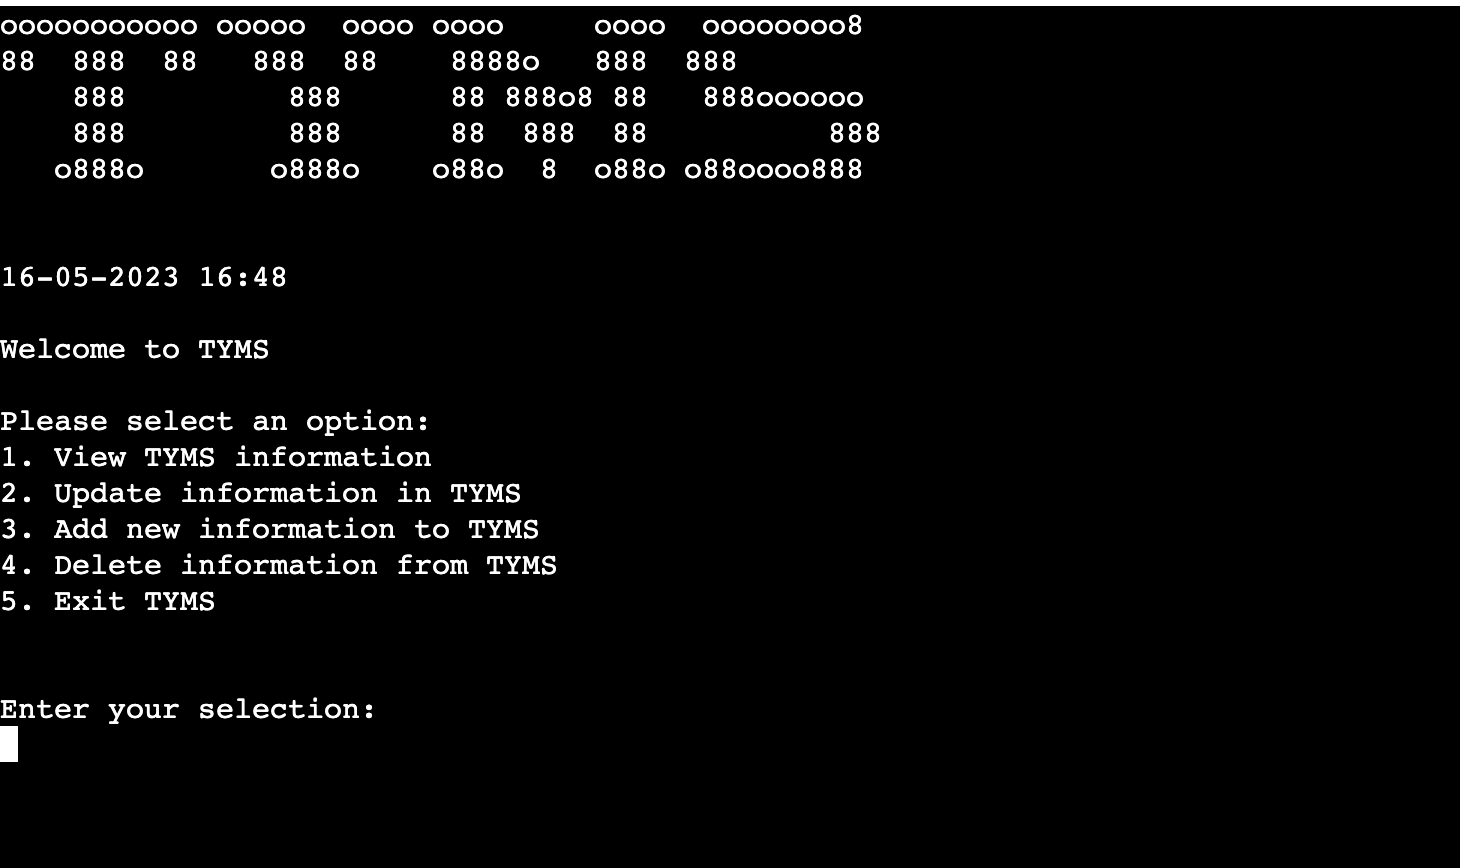 ooooooooooo ooooo  oooo oooo     oooo  oooooooo8
88  888  88   888  88    8888o   888  888
    888         888      88 888o8 88   888oooooo
    888         888      88  888  88          888
   o888o       o888o    o88o  8  o88o o88oooo888
16-05-2023 16:48
Welcome to TYMS
Please select an option:
1. View TYMS information
2. Update information in TYMS
3. Add new information to TYMS
4. Delete information from TYMS
5. Exit TYMS
Enter your selection: